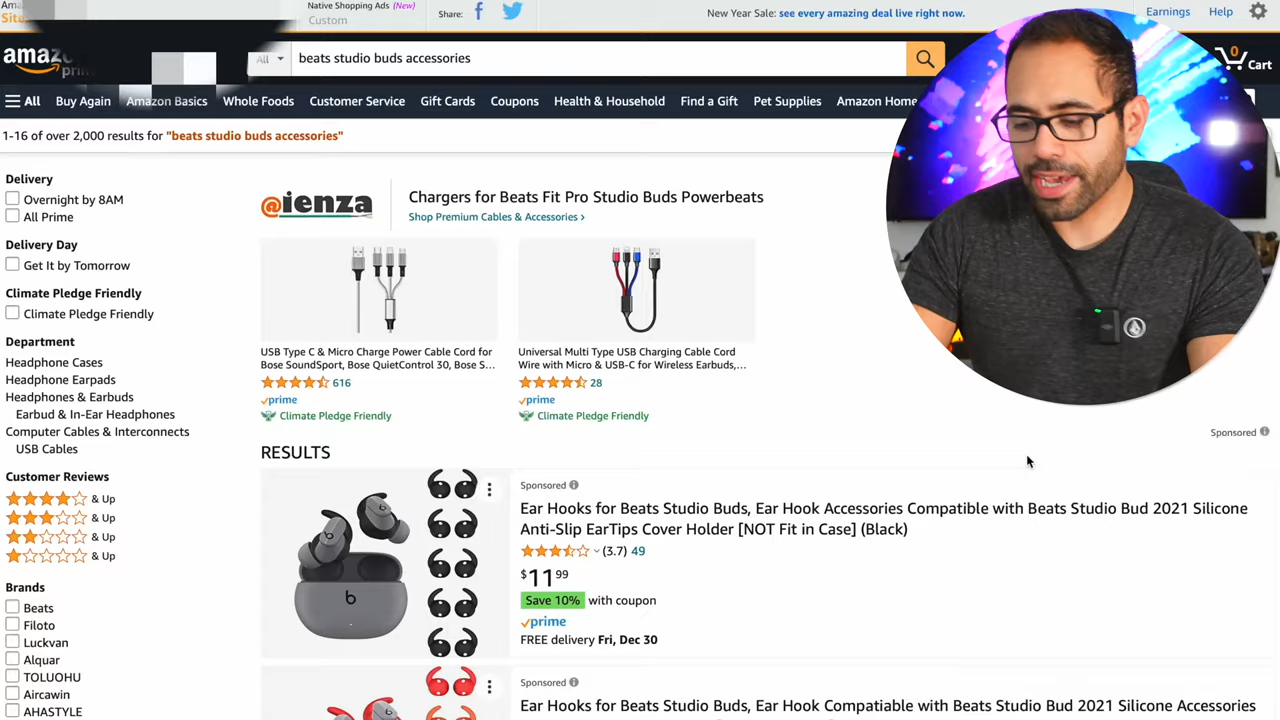 Ama
Site
Native Shopping Ads (New)
Custom
Share:
New Year Sale: see every amazing deal live right now.
Earnings
Help
amaz
prim
All
beats studio buds accessories
0
Cart
All
Buy Again
Amazon Basics
Whole Foods
Customer Service
Gift Cards
Coupons
Health & Household
Find a Gift
Pet Supplies
Amazon Home
1-16 of over 2,000 results for "beats studio buds accessories"
Delivery
Overnight by 8AM
All Prime
Delivery Day
Get It by Tomorrow
Climate Pledge Friendly
Climate Pledge Friendly
Department
Headphone Cases
Headphone Earpads
Headphones & Earbuds
Earbud & In-Ear Headphones
Computer Cables & Interconnects
USB Cables
Customer Reviews
& Up
& Up
& Up
& Up
Brands
Beats
Filoto
Luckvan
Alquar
TOLUOHU
Aircawin
AHASTYLE
@ienza
Chargers for Beats Fit Pro Studio Buds Powerbeats
Shop Premium Cables & Accessories ›
USB Type C & Micro Charge Power Cable Cord for
Bose SoundSport, Bose QuietControl 30, Bose S...
616
prime
Climate Pledge Friendly
Universal Multi Type USB Charging Cable Cord
Wire with Micro & USB-C for Wireless Earbuds,...
28
prime
Climate Pledge Friendly
Sponsored
RESULTS
Sponsored
Ear Hooks for Beats Studio Buds, Ear Hook Accessories Compatible with Beats Studio Bud 2021 Silicone
Anti-Slip EarTips Cover Holder [NOT Fit in Case] (Black)
(3.7) 49
$11 99
Save 10% with coupon
prime
FREE delivery Fri, Dec 30
Sponsored
Ear Hooks for Beats Studio Buds, Ear Hook Compatiable with Beats Studio Bud 2021 Silicone Accessories